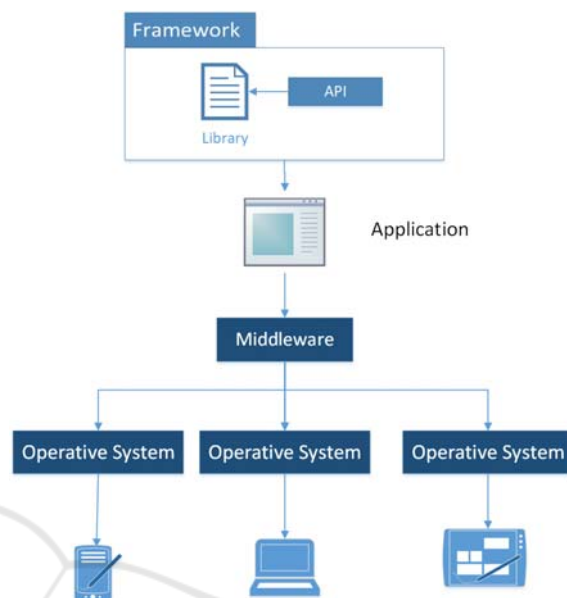 Framework
API
Library
Application
Middleware
Operative System
Operative System
Operative System